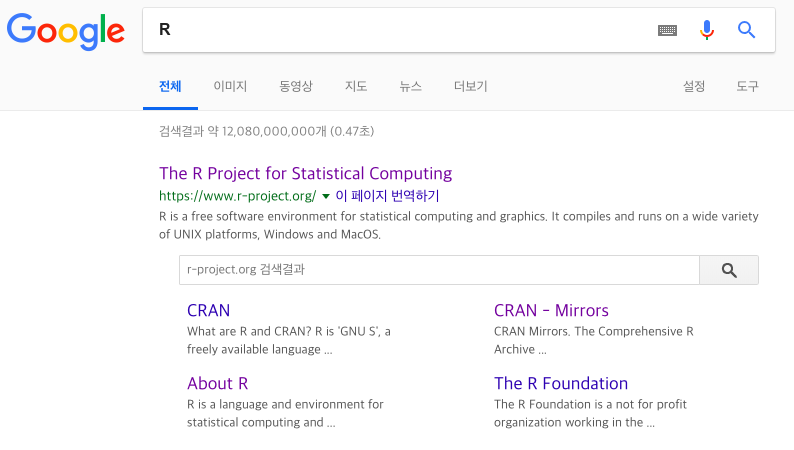 Google
R
전체 이미지 동영상 지도 뉴스 더보기 설정 도구
검색결과 약 12,080,000,000개 (0.47초)
The R Project for Statistical Computing
https://www.r-project.org/ ▼ 이 페이지 번역하기
R is a free software environment for statistical computing and graphics. It compiles and runs on a wide variety
of UNIX platforms, Windows and MacOS.
r-project.org 검색결과
CRAN
What are R and CRAN? R is 'GNU S', a
freely available language ...
CRAN - Mirrors
CRAN Mirrors. The Comprehensive R
Archive ...
About R
R is a language and environment for
statistical computing and ...
The R Foundation
The R Foundation is a not for profit
organization working in the ...